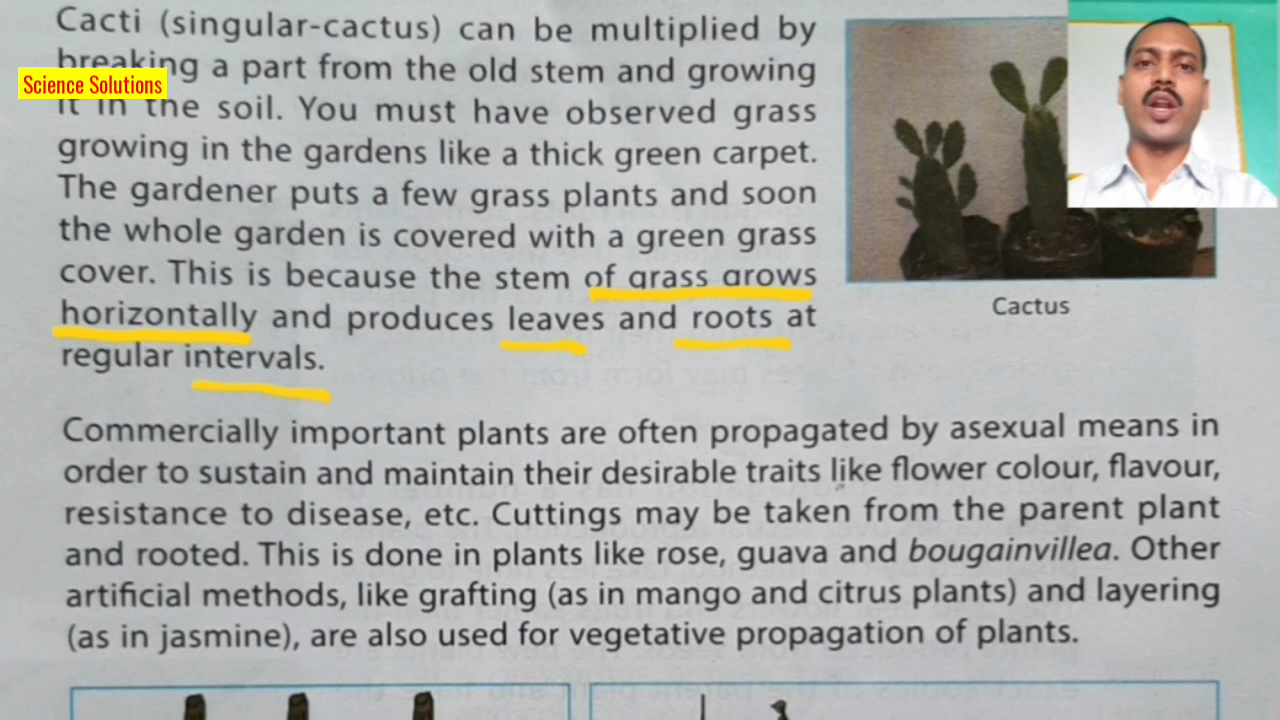 Cacti (singular-cactus) can be multiplied by
breaking a part from the old stem and growing
Science Solutions
it in the soil. You must have observed grass
growing in the gardens like a thick green carpet.
The gardener puts a few grass plants and soon
the whole garden is covered with a green grass
cover. This is because the stem of grass grows
horizontally and produces leaves and roots at
regular intervals.
Cactus
Commercially important plants are often propagated by asexual means in
order to sustain and maintain their desirable traits like flower colour, flavour,
resistance to disease, etc. Cuttings may be taken from the parent plant
and rooted. This is done in plants like rose, guava and bougainvillea. Other
artificial methods, like grafting (as in mango and citrus plants) and layering
(as in jasmine), are also used for vegetative propagation of plants.